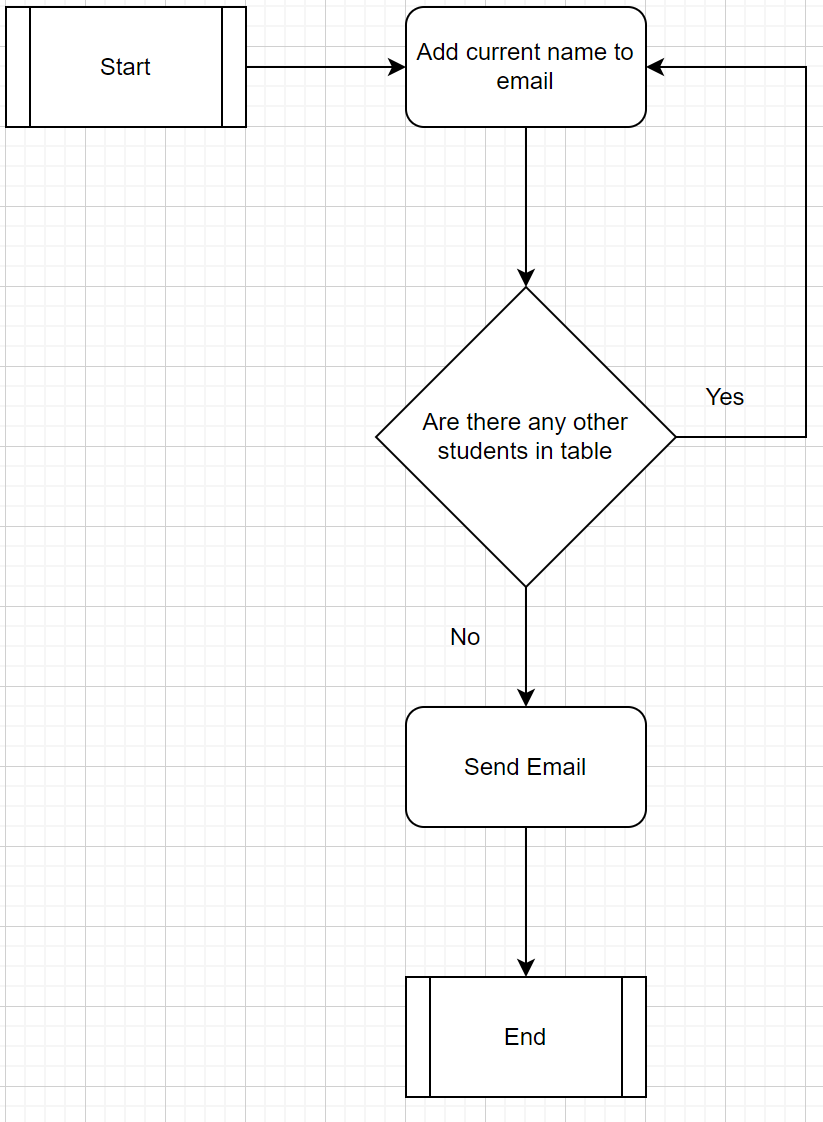 Start
Add current name to
email
Are there any other
students in table
Yes
No
Send Email
End